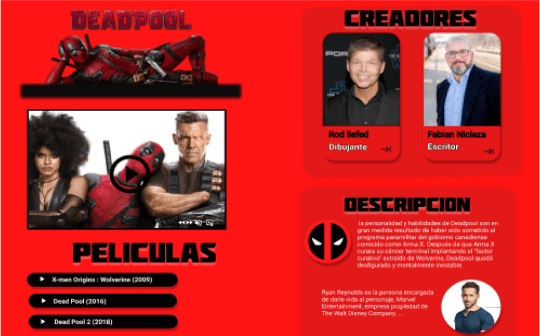 DEADPOOL
PELICULAS
X-men Origins : Wolverine (2009)
Dead Pool (2016)
Dead Pool 2 (2018)
CREADORES
Rod liefed
Dibujante
Fabian Nicieza
Escritor
DESCRIPCION
la personalidad y habilidades de Deadpool son en
gran medida resultado de haber sido sometido al
programa paramilitar del gobierno canadiense
conocido como Arma X. Después de que Arma X
curara su cáncer terminal implantando el "factor
curativo" extraído de Wolverine, Deadpool quedó
desfigurado y mentalmente inestable
Ryan Reynolds es la persona encargada
de darle vida al personaje, Marvel
Entertainment, empresa propiedad de
The Walt Disney Company. ...